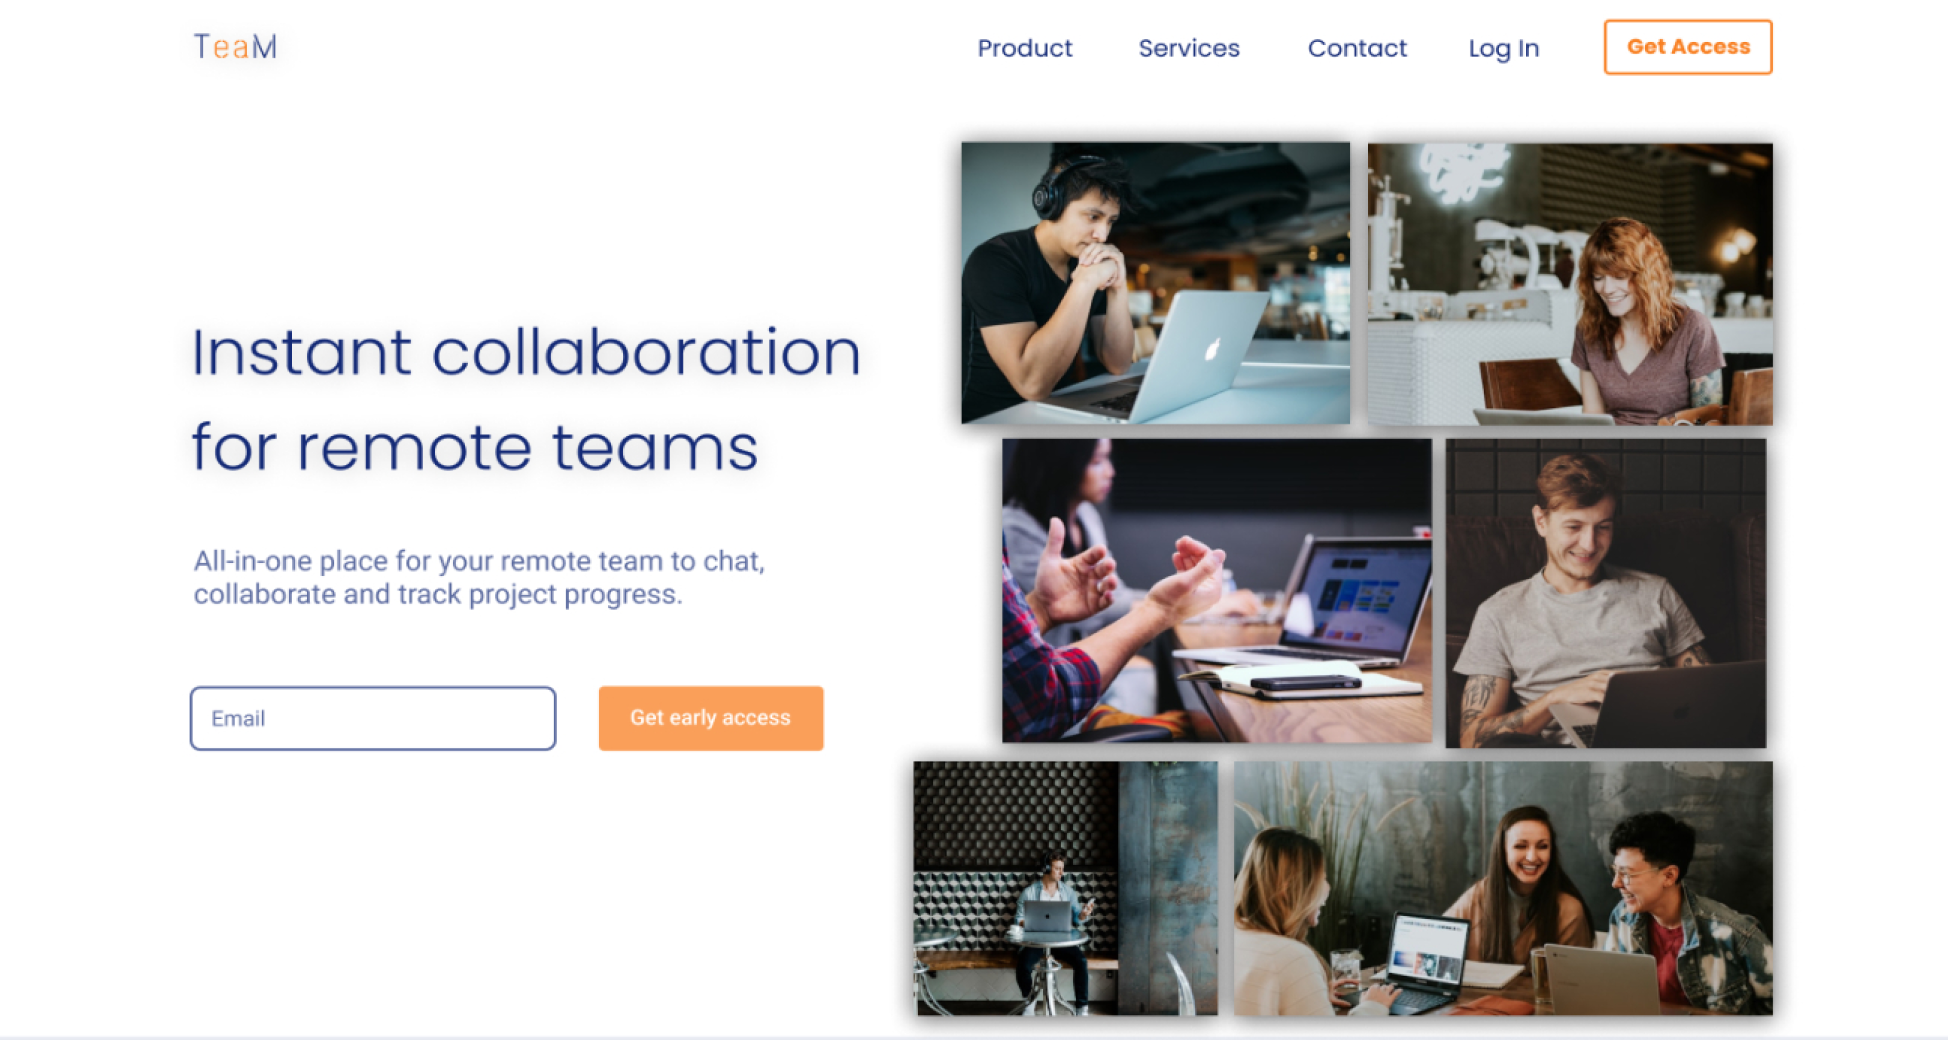 TeaM
Product
Services
Contact
Log In
Get Access
Instant collaboration
for remote teams
All-in-one place for your remote team to chat,
collaborate and track project progress.
Email
Get early access